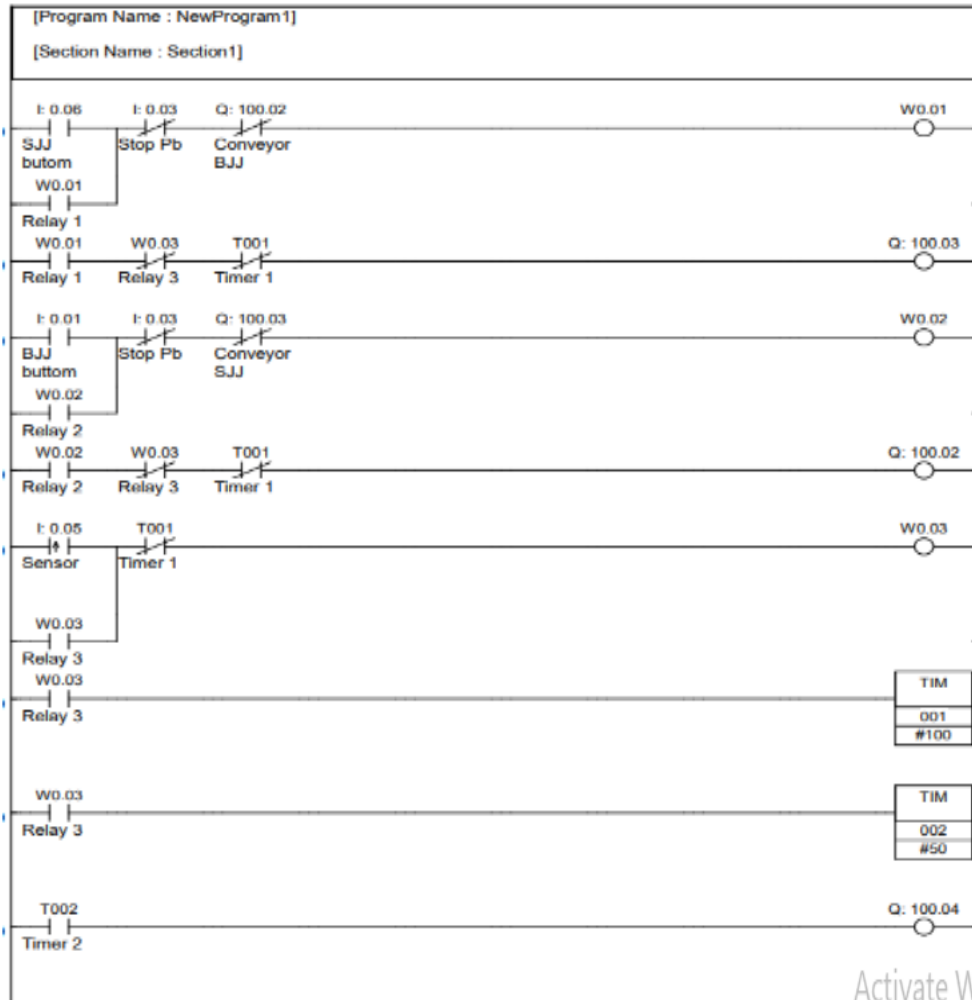 [Program Name : NewProgram1]
[Section Name : Section1]
I: 0.06 I: 0.03 Q: 100.02 W0.01
SJJ Stop Pb Conveyor
butom BJJ
W0.01
Relay 1
W0.01 W0.03 T001 Q: 100.03
Relay 1 Relay 3 Timer 1
I: 0.01 I: 0.03 Q: 100.03 W0.02
BJJ Stop Pb Conveyor
buttom SJJ
W0.02
Relay 2
W0.02 W0.03 T001 Q: 100.02
Relay 2 Relay 3 Timer 1
I: 0.05 T001 W0.03
Sensor Timer 1
W0.03
Relay 3
W0.03 TIM
Relay 3 001
#100
W0.03 TIM
Relay 3 002
#50
T002 Q: 100.04
Timer 2
Activate W